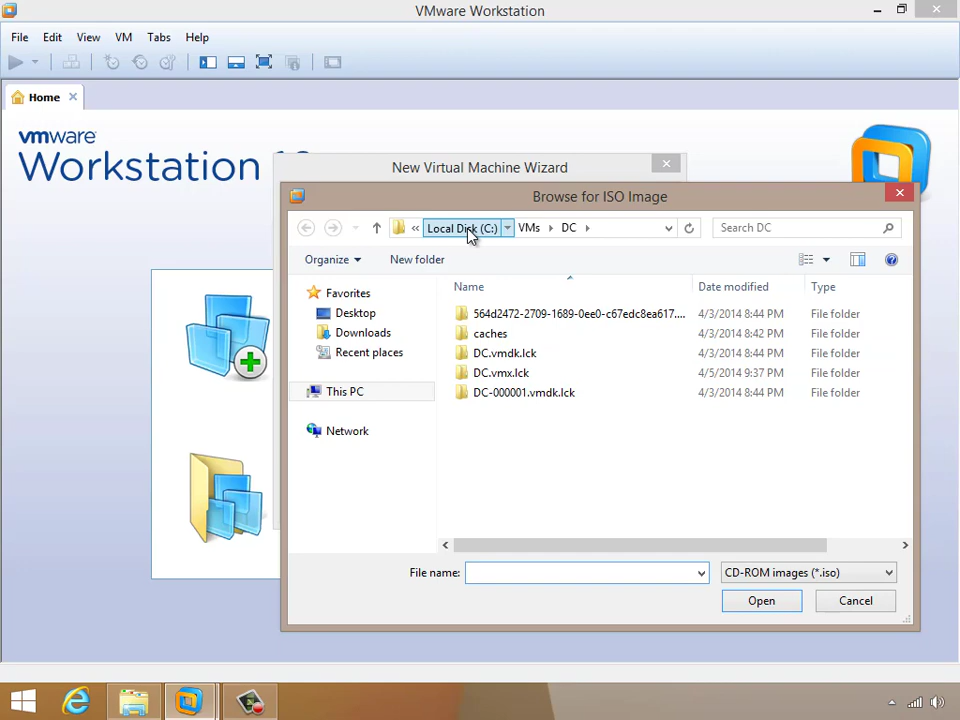 VMware Workstation
File Edit View VM Tabs Help
Home
vmware
Workstation
New Virtual Machine Wizard
Browse for ISO Image
« Local Disk (C:) VMs DC
Search DC
Organize
New folder
Name Date modified Type
Favorites
Desktop
Downloads
Recent places
This PC
Network
564d2472-2709-1689-0ee0-c67edc8ea617.... 4/3/2014 8:44 PM File folder
caches 4/3/2014 8:42 PM File folder
DC.vmdk.lck 4/3/2014 8:44 PM File folder
DC.vmx.lck 4/5/2014 9:37 PM File folder
DC-000001.vmdk.lck 4/3/2014 8:44 PM File folder
File name:
CD-ROM images (*.iso)
Open Cancel